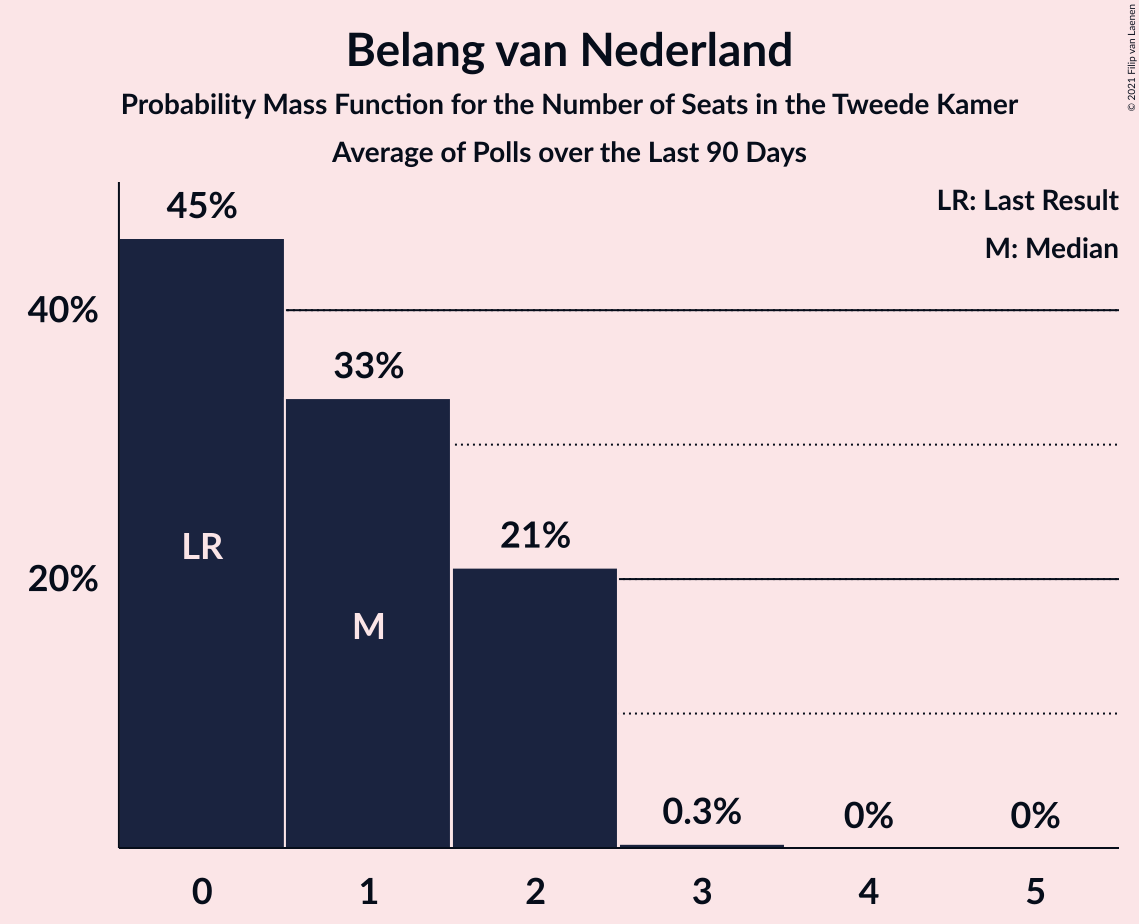 Belang van Nederland
Probability Mass Function for the Number of Seats in the Tweede Kamer
Average of Polls over the Last 90 Days
© 2021 Filip van Laenen
LR: Last Result
M: Median
45%
40%
33%
LR
21%
20%
M
0.3%
0%
0%
0
1
2
3
4
5